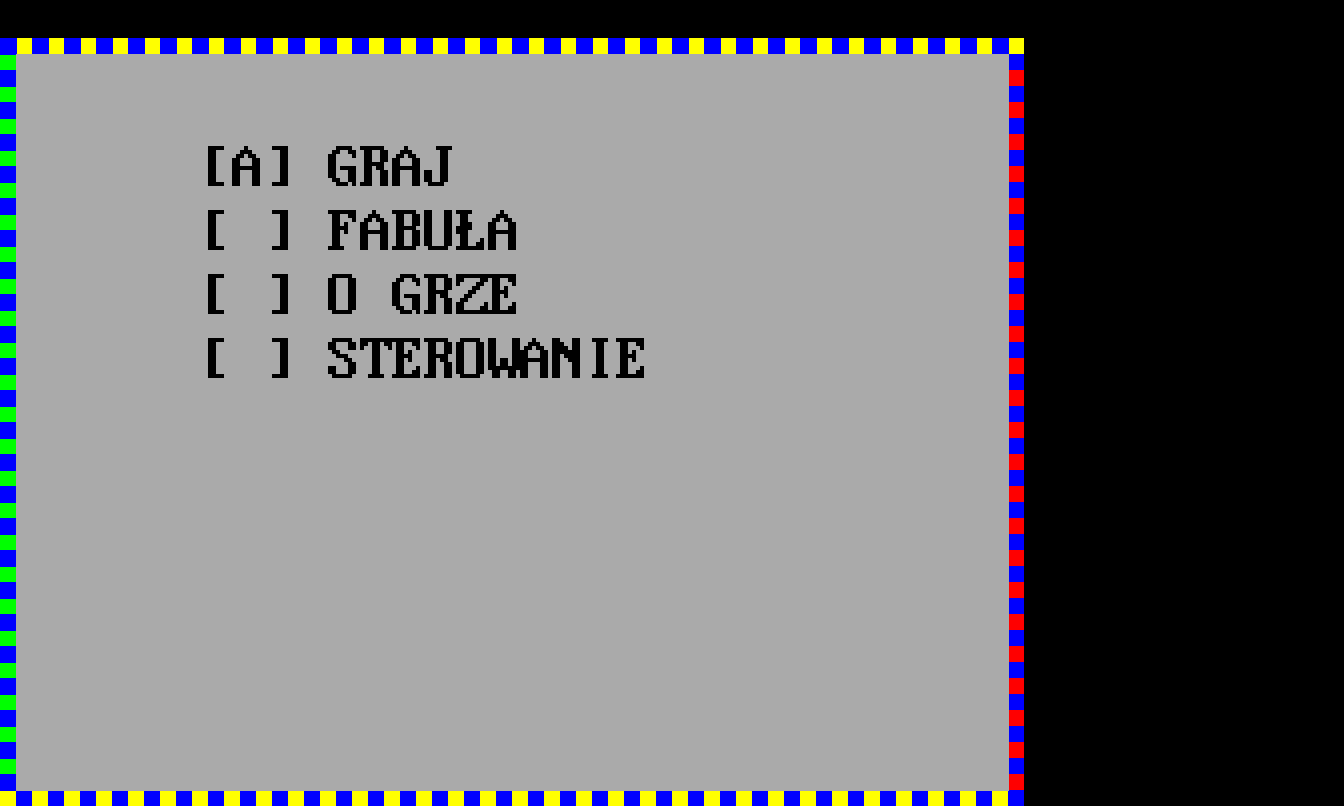 [A] GRAJ
[ ] FABUŁA
[ ] O GRZE
[ ] STEROWANIE